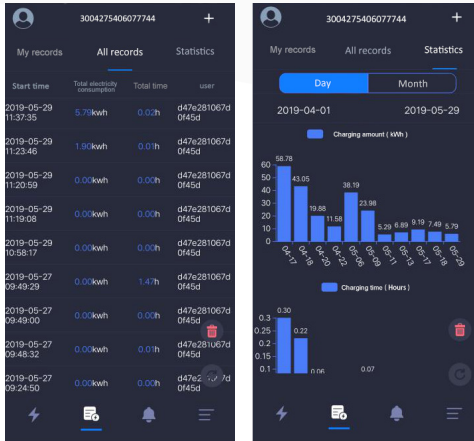 3004275406077744 +
My records All records Statistics
Start time Total electricity consumption Total time user
2019-05-29 11:37:35 5.79kwh 0.02h d47e281067d0f45d
2019-05-29 11:23:46 1.90kwh 0.01h d47e281067d0f45d
2019-05-29 11:20:59 0.00kwh 0.00h d47e281067d0f45d
2019-05-29 11:19:08 0.00kwh 0.00h d47e281067d0f45d
2019-05-29 10:58:17 0.00kwh 0.00h d47e281067d0f45d
2019-05-27 09:49:29 0.00kwh 1.47h d47e281067d0f45d
2019-05-27 09:49:00 0.00kwh 0.00h d47e281067d0f45d
2019-05-27 09:48:32 0.00kwh 0.01h d47e281067d0f45d
2019-05-27 09:24:50 0.00kwh 0.00h 0f45d
3004275406077744 +
My records All records Statistics
Day Month
2019-04-01 2019-05-29
Charging amount ( kWh )
60 50 40 30 20 10 0
58.78 43.05 19.88 11.58 38.19 23.98 5.29 6.89 9.19 7.49 5.79
04-17 04-18 04-20 04-22 05-06 05-09 05-11 05-13 05-17 05-18 05-29
Charging time ( Hours )
0.3 0.25 0.2 0.15 0.1
0.30 0.22 0.06 0.07